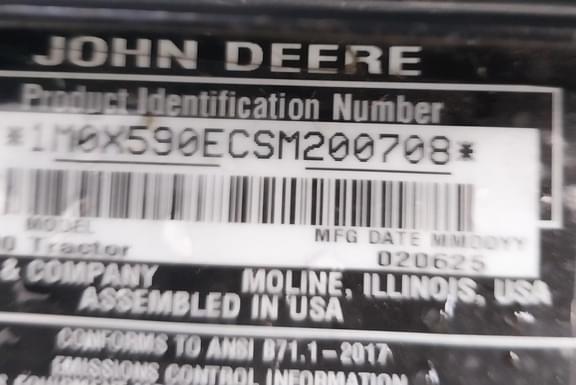 JOHN DEERE
Product Identification Number
*1M0X590ECSM200708*
MODEL MFG DATE MMDDYY
0 Tractor 020625
& COMPANY MOLINE, ILLINOIS, USA
ASSEMBLED IN USA
CONFORMS TO ANSI B71.1-2017
EMISSIONS CONTROL INFORMATION